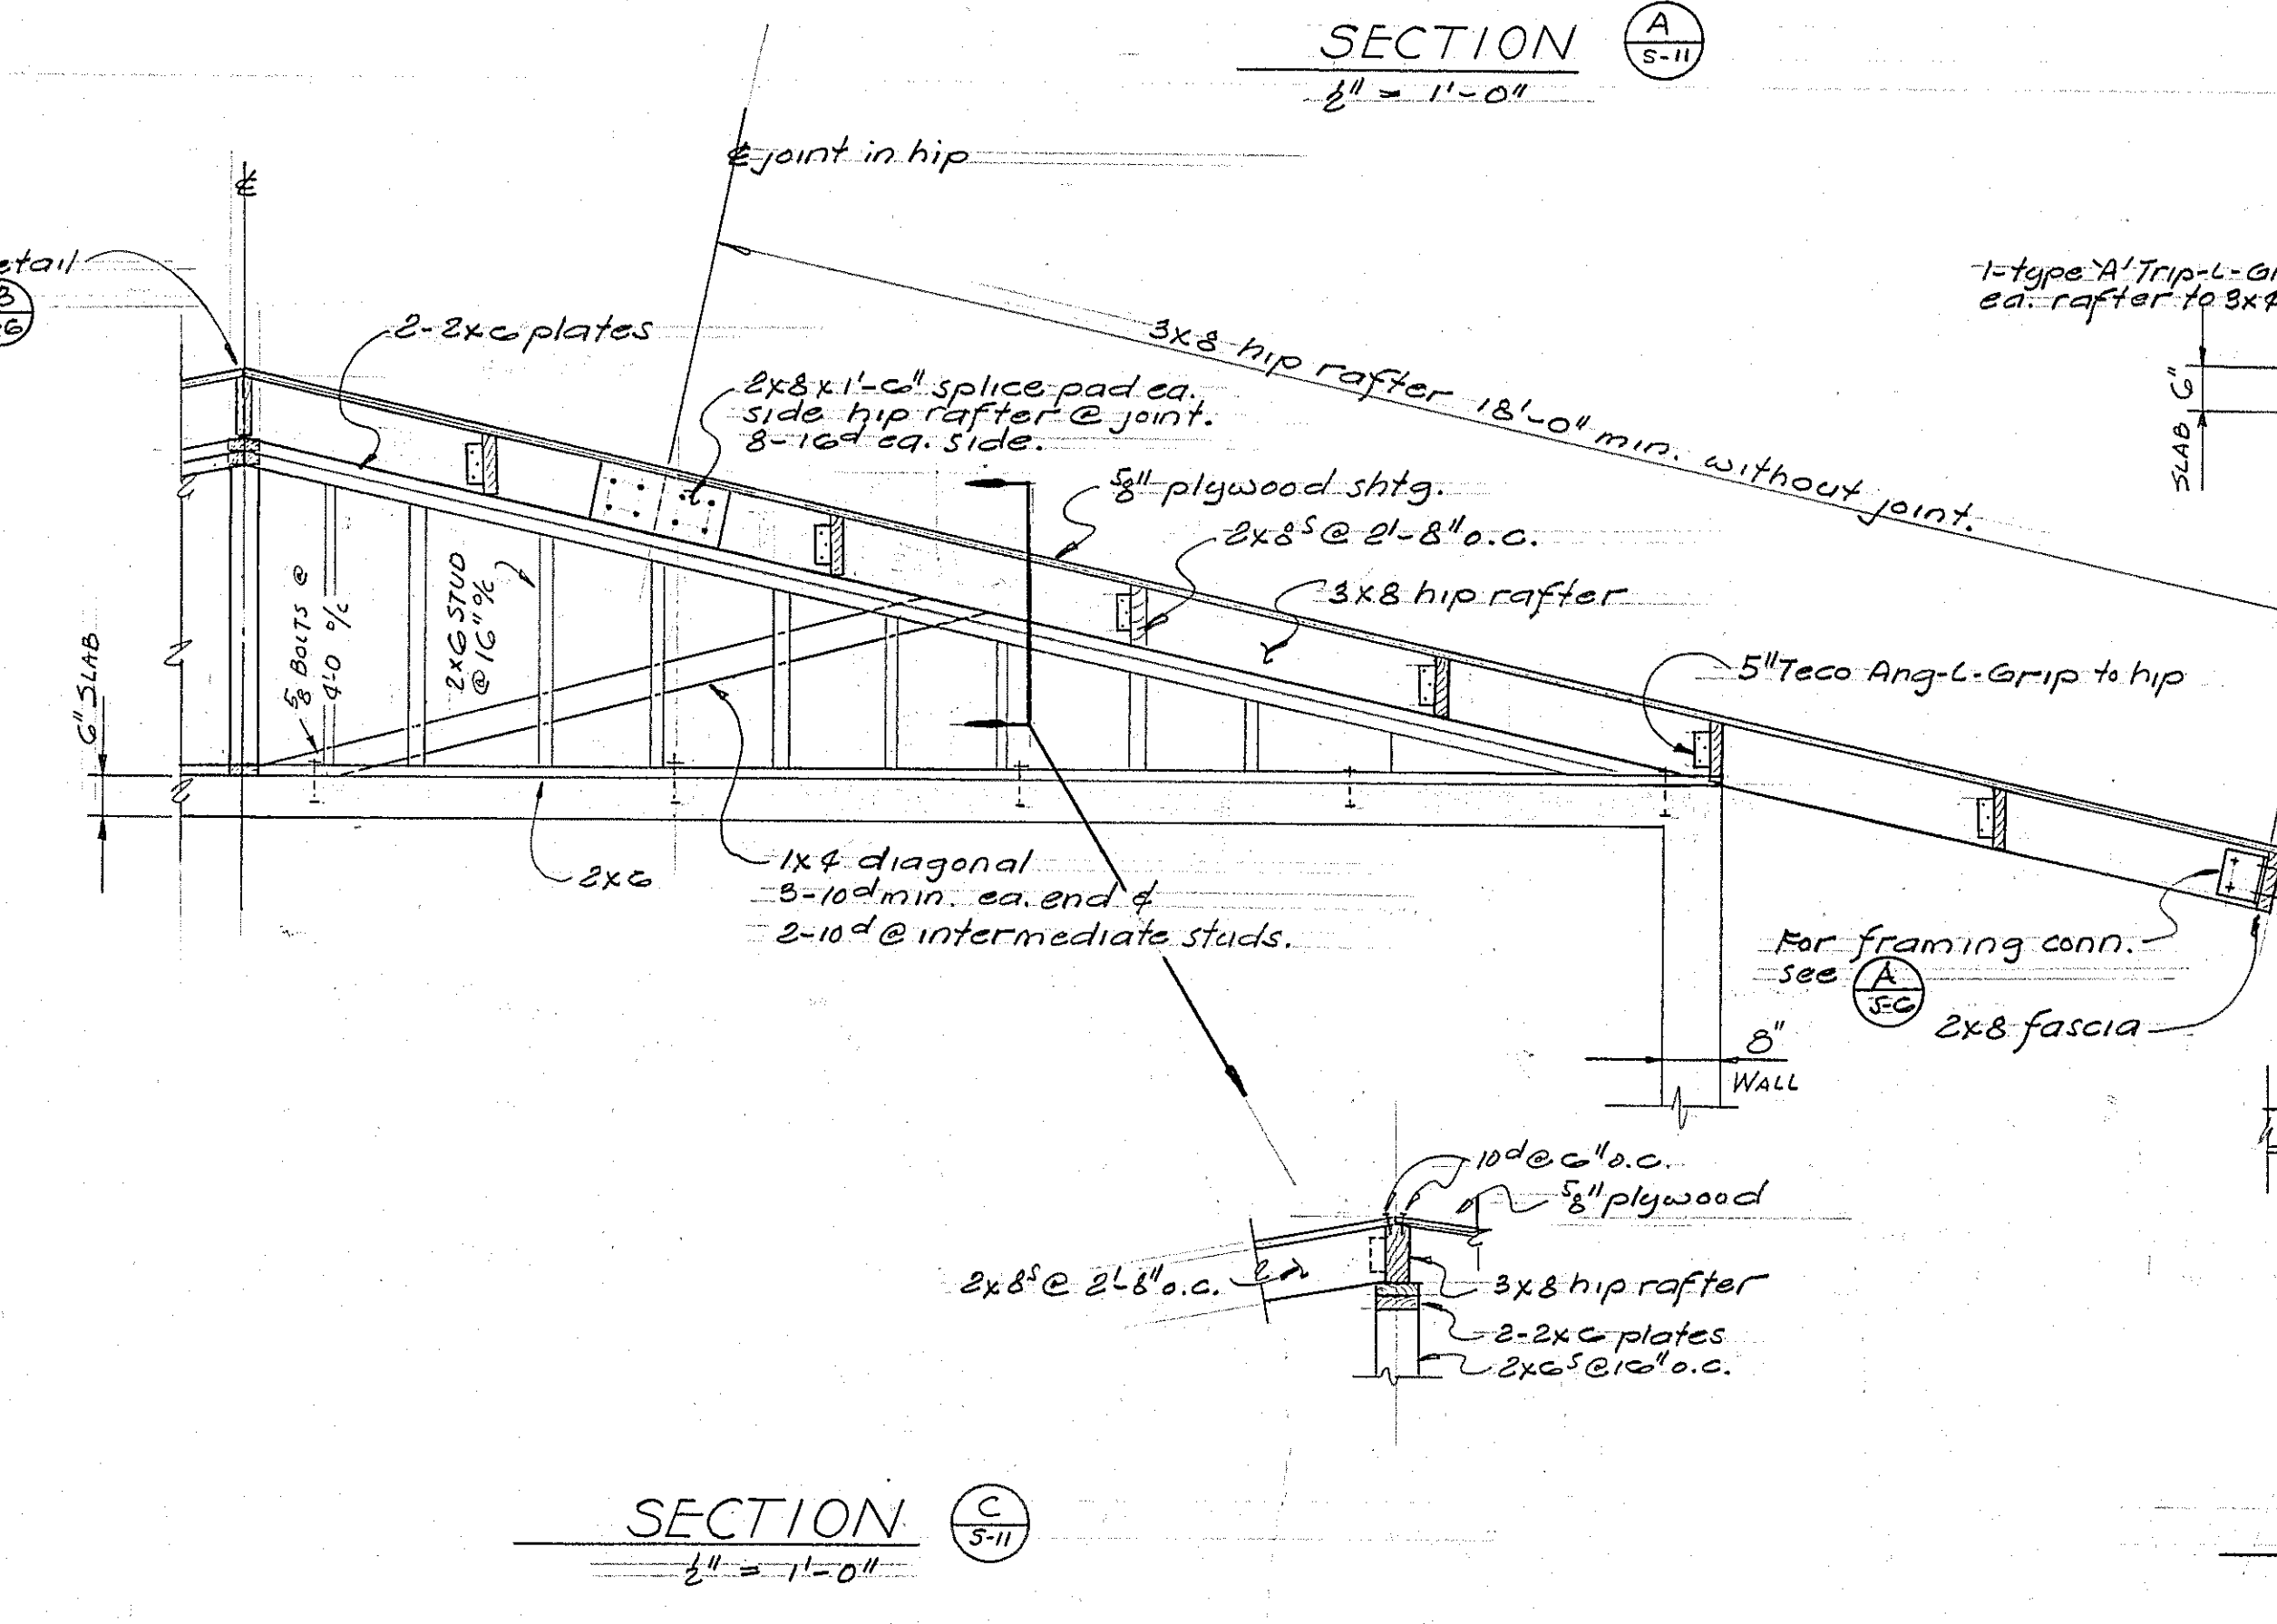 SECTION A
S-11
½" = 1'-0"
℄ joint in hip
℄
etail
B
1-type 'A' Trip-L-Gr
ea. rafter to 3x4
2-2x6 plates
3x8 hip rafter 18'-0" min. without joint.
2x8x1'-6" splice pad ea.
side hip rafter @ joint.
8-16d ea. side.
SLAB 6"
5/8" plywood shtg.
2x8s @ 2'-8" o.c.
3x8 hip rafter
5/8 BOLTS @
4-0 o/c
2x6 STUD
@ 16" o/c
6" SLAB
5" Teco Ang-L-Grip to hip
2x6
1x4 diagonal
3-10d min. ea. end &
2-10d @ intermediate studs.
For framing conn.
see A
S-6
2x8 fascia
8"
WALL
10d @ 6" o.c.
5/8" plywood
2x8s @ 2'-8" o.c.
3x8 hip rafter
2-2x6 plates
2x6s @ 16" o.c.
SECTION C
S-11
½" = 1'-0"